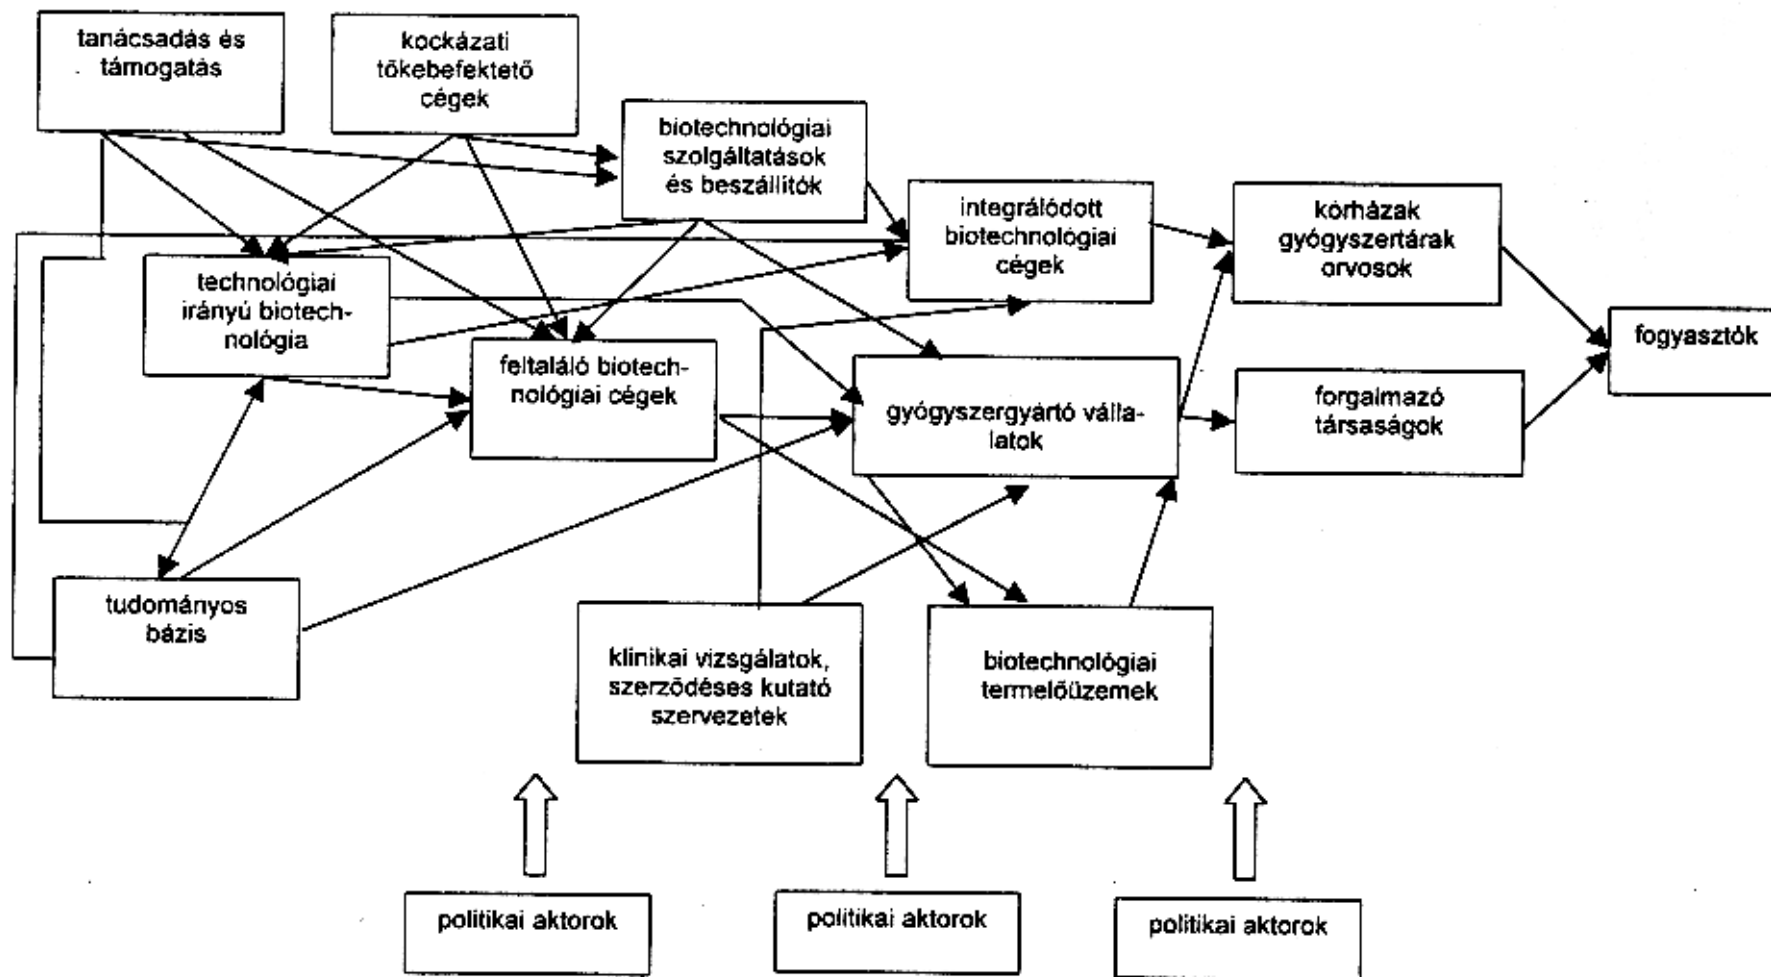 tanácsadás és
támogatás
kockázati
tőkebefektető
cégek
biotechnológiai
szolgáltatások
és beszállítók
integrálódott
biotechnológiai
cégek
kórházak
gyógyszertárak
orvosok
technológiai
irányú biotech-
nológia
feltaláló biotech-
nológiai cégek
gyógyszergyártó válla-
latok
forgalmazó
társaságok
fogyasztók
tudományos
bázis
klinikai vizsgálatok,
szerződéses kutató
szervezetek
biotechnológiai
termelőüzemek
politikai aktorok
politikai aktorok
politikai aktorok